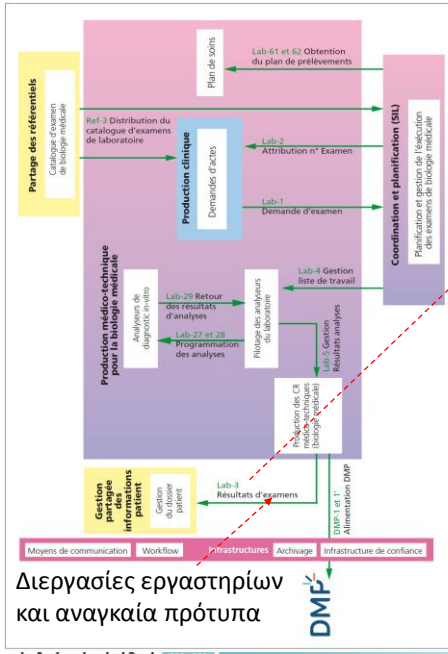 Plan de soins
Lab-61 et 62 Obtention
du plan de prélèvements
Partage des référentiels
Catalogue d'examen
de biologie médicale
Ref-3 Distribution du
catalogue d'examens
de laboratoire
Production clinique
Demandes d'actes
Lab-2
Attribution n° Examen
Lab-1
Demande d'examen
Coordination et planification (SIL)
Planification et gestion de l'exécution
des examens de biologie médicale
Lab-4 Gestion
liste de travail
Production médico-technique
pour la biologie médicale
Analyseurs de
diagnostic in-vitro
Lab-29 Retour
des résultats
d'analyses
Lab-27 et 28
Programmation
des analyses
Pilotage des analyseurs
du laboratoire
Lab-5 Gestion
Résultats analyses
Production des CR
médico-techniques
(biologie médicale)
Gestion
partagée
des
informations
patient
Gestion
du dossier
patient
Lab-3
Résultats d'examens
DMP-1 et 1'
Alimentation DMP
Moyens de communication
Workflow
Infrastructures
Archivage
Infrastructure de confiance
Διεργασίες εργαστηρίων
και αναγκαία πρότυπα
DMP